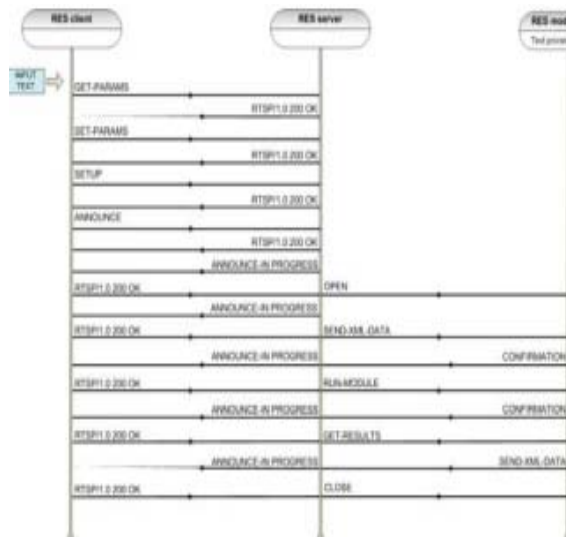 RES client
RES server
RES mod
Text proces
INPUT
TEXT
GET-PARAMS
RTSP/1.0 200 OK
SET-PARAMS
RTSP/1.0 200 OK
SETUP
RTSP/1.0 200 OK
ANNOUNCE
RTSP/1.0 200 OK
ANNOUNCE-IN PROGRESS
RTSP/1.0 200 OK
OPEN
ANNOUNCE-IN PROGRESS
RTSP/1.0 200 OK
SEND-XML-DATA
ANNOUNCE-IN PROGRESS
CONFIRMATION
RTSP/1.0 200 OK
RUN-MODULE
ANNOUNCE-IN PROGRESS
CONFIRMATION
RTSP/1.0 200 OK
GET-RESULTS
ANNOUNCE-IN PROGRESS
SEND-XML-DATA
RTSP/1.0 200 OK
CLOSE